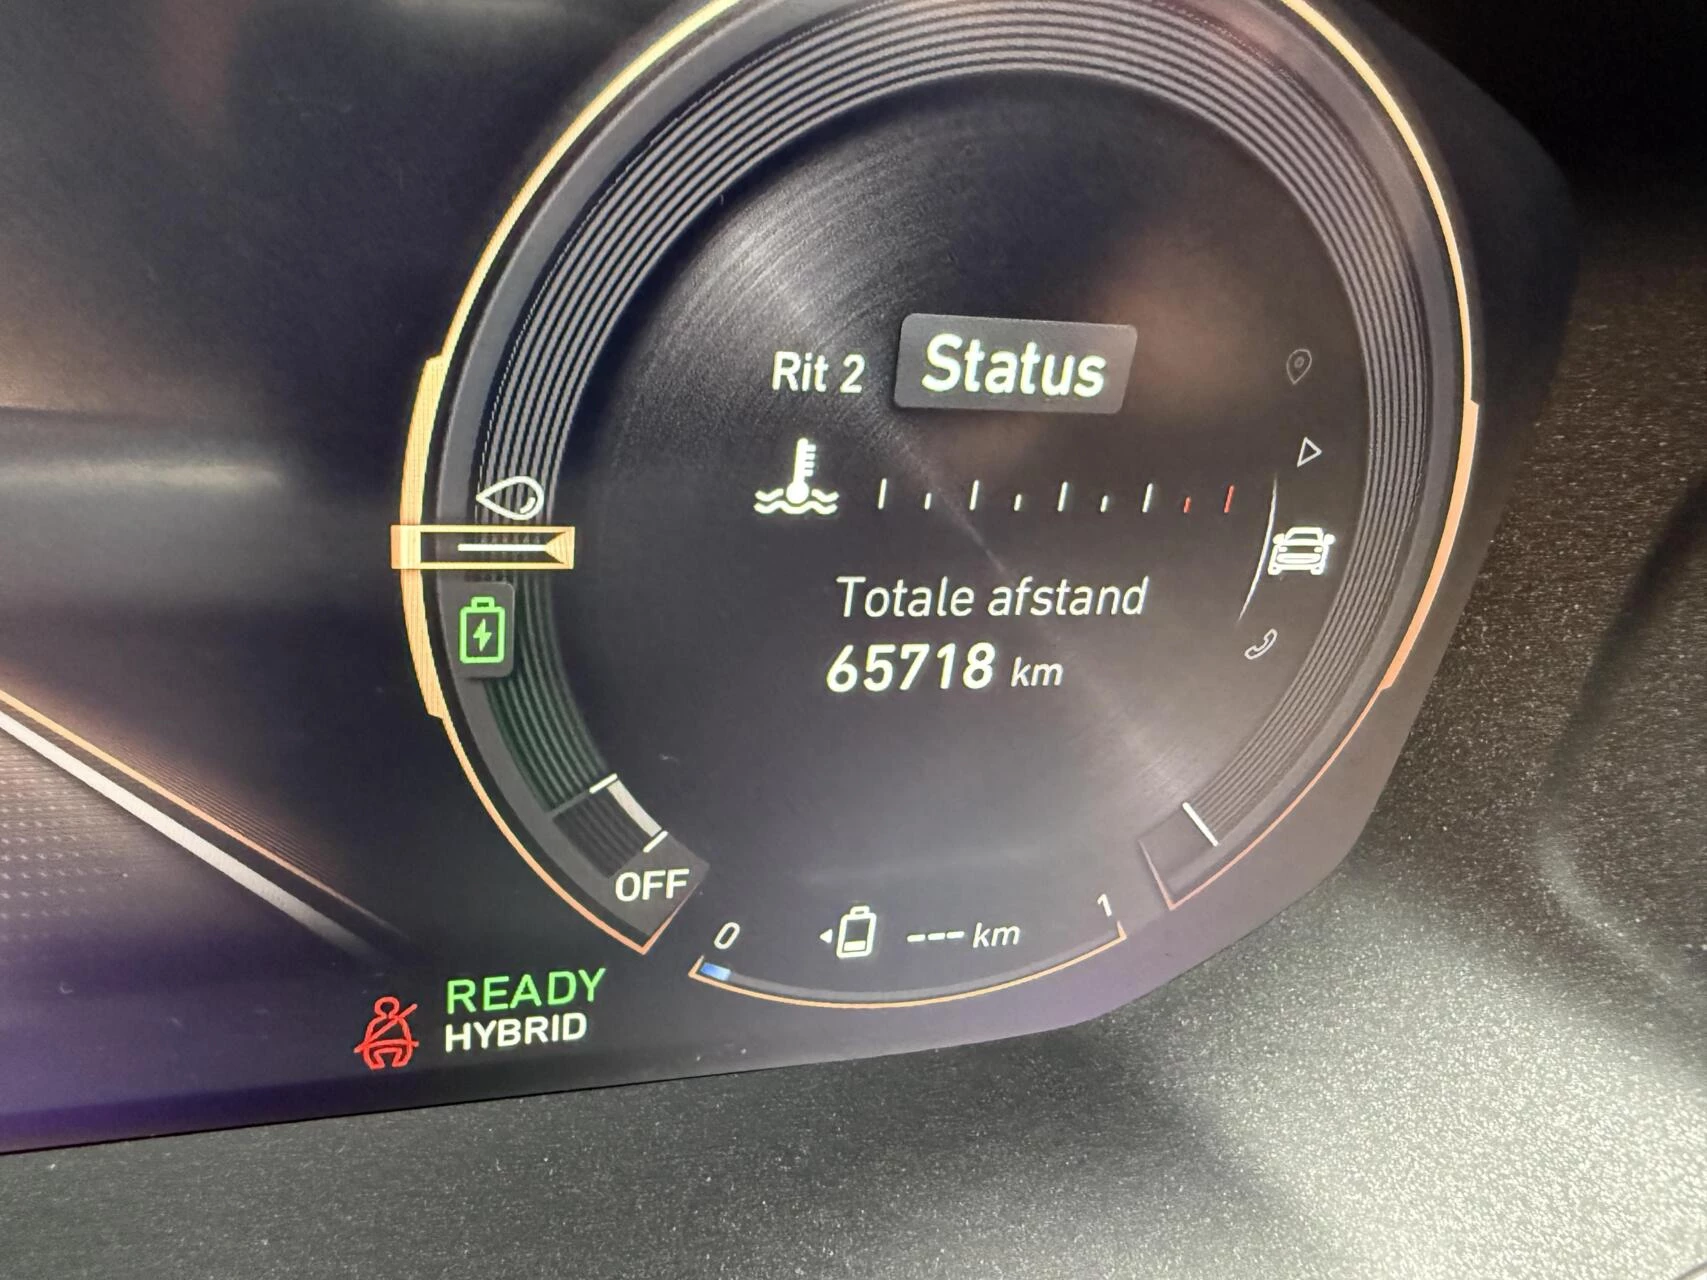 Rit 2 Status
Totale afstand
65718 km
OFF
0 --- km 1
READY
HYBRID